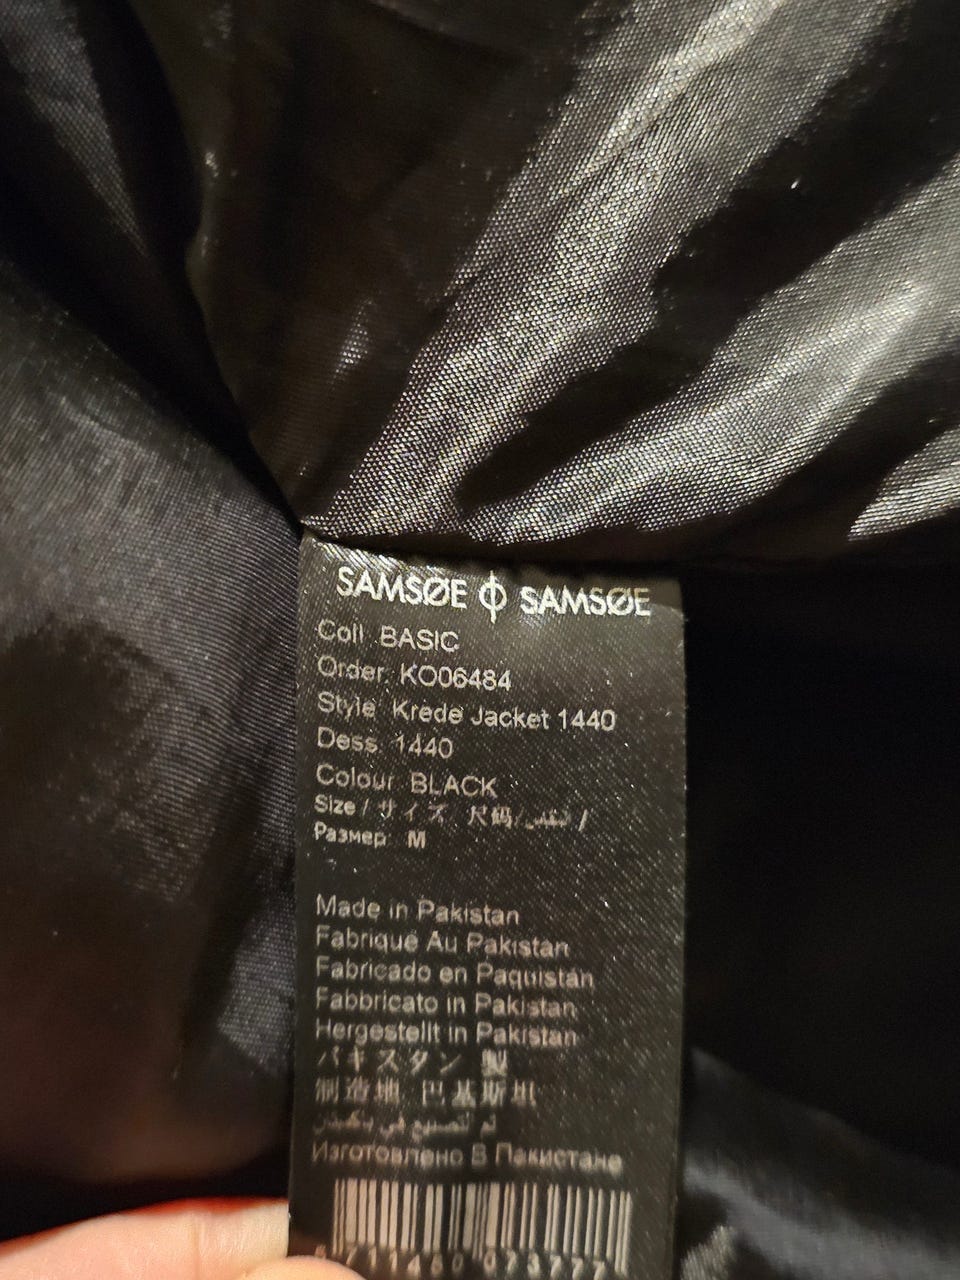 SAMSØE ɸ SAMSØE
Coll BASIC
Order: KO06484
Style: Krede Jacket 1440
Dess: 1440
Colour: BLACK
Size / サイズ 尺码/ /
Размер: M
Made in Pakistan
Fabriqué Au Pakistan
Fabricado en Paquistán
Fabbricato in Pakistan
Hergestellt in Pakistan
パキスタン 製
制造地 巴基斯坦
Изготовлено В Пакистане